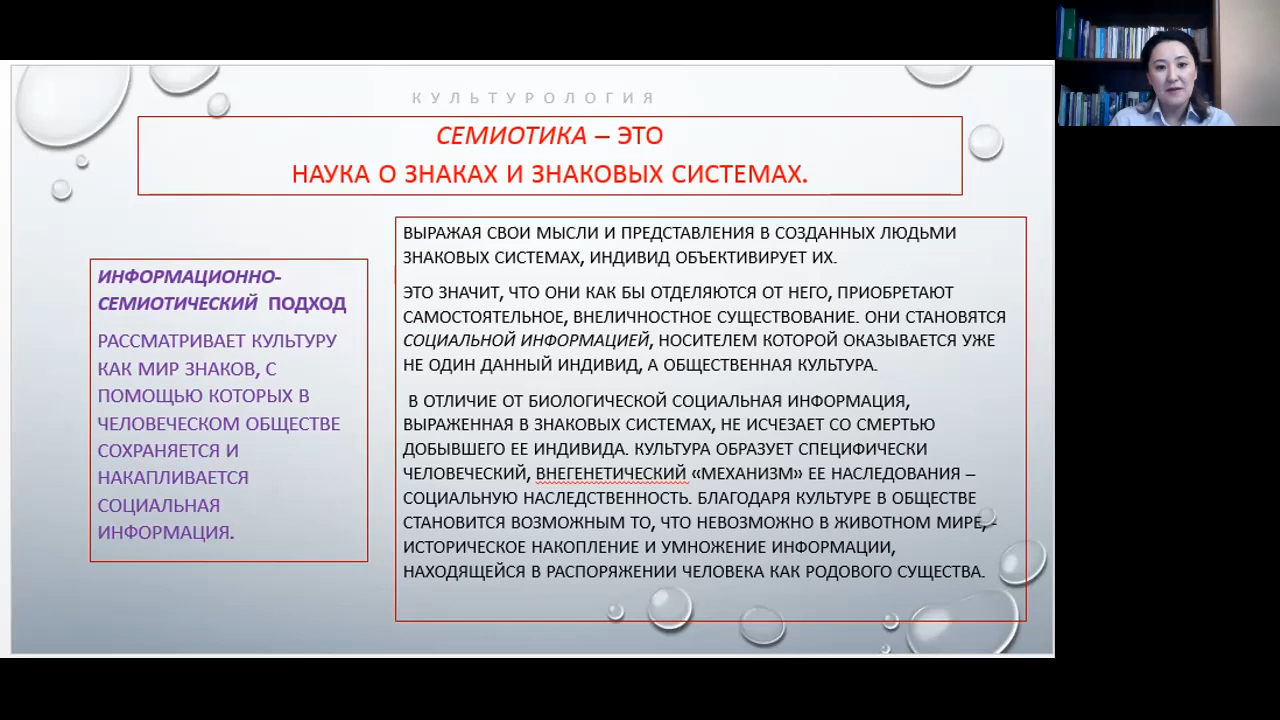 КУЛЬТУРОЛОГИЯ
СЕМИОТИКА – ЭТО
НАУКА О ЗНАКАХ И ЗНАКОВЫХ СИСТЕМАХ.
ИНФОРМАЦИОННО-
СЕМИОТИЧЕСКИЙ ПОДХОД
РАССМАТРИВАЕТ КУЛЬТУРУ
КАК МИР ЗНАКОВ, С
ПОМОЩЬЮ КОТОРЫХ В
ЧЕЛОВЕЧЕСКОМ ОБЩЕСТВЕ
СОХРАНЯЕТСЯ И
НАКАПЛИВАЕТСЯ
СОЦИАЛЬНАЯ
ИНФОРМАЦИЯ.
ВЫРАЖАЯ СВОИ МЫСЛИ И ПРЕДСТАВЛЕНИЯ В СОЗДАННЫХ ЛЮДЬМИ
ЗНАКОВЫХ СИСТЕМАХ, ИНДИВИД ОБЪЕКТИВИРУЕТ ИХ.
ЭТО ЗНАЧИТ, ЧТО ОНИ КАК БЫ ОТДЕЛЯЮТСЯ ОТ НЕГО, ПРИОБРЕТАЮТ
САМОСТОЯТЕЛЬНОЕ, ВНЕЛИЧНОСТНОЕ СУЩЕСТВОВАНИЕ. ОНИ СТАНОВЯТСЯ
СОЦИАЛЬНОЙ ИНФОРМАЦИЕЙ, НОСИТЕЛЕМ КОТОРОЙ ОКАЗЫВАЕТСЯ УЖЕ
НЕ ОДИН ДАННЫЙ ИНДИВИД, А ОБЩЕСТВЕННАЯ КУЛЬТУРА.
В ОТЛИЧИЕ ОТ БИОЛОГИЧЕСКОЙ СОЦИАЛЬНАЯ ИНФОРМАЦИЯ,
ВЫРАЖЕННАЯ В ЗНАКОВЫХ СИСТЕМАХ, НЕ ИСЧЕЗАЕТ СО СМЕРТЬЮ
ДОБЫВШЕГО ЕЕ ИНДИВИДА. КУЛЬТУРА ОБРАЗУЕТ СПЕЦИФИЧЕСКИ
ЧЕЛОВЕЧЕСКИЙ, ВНЕГЕНЕТИЧЕСКИЙ «МЕХАНИЗМ» ЕЕ НАСЛЕДОВАНИЯ –
СОЦИАЛЬНУЮ НАСЛЕДСТВЕННОСТЬ. БЛАГОДАРЯ КУЛЬТУРЕ В ОБЩЕСТВЕ
СТАНОВИТСЯ ВОЗМОЖНЫМ ТО, ЧТО НЕВОЗМОЖНО В ЖИВОТНОМ МИРЕ,-
ИСТОРИЧЕСКОЕ НАКОПЛЕНИЕ И УМНОЖЕНИЕ ИНФОРМАЦИИ,
НАХОДЯЩЕЙСЯ В РАСПОРЯЖЕНИИ ЧЕЛОВЕКА КАК РОДОВОГО СУЩЕСТВА.